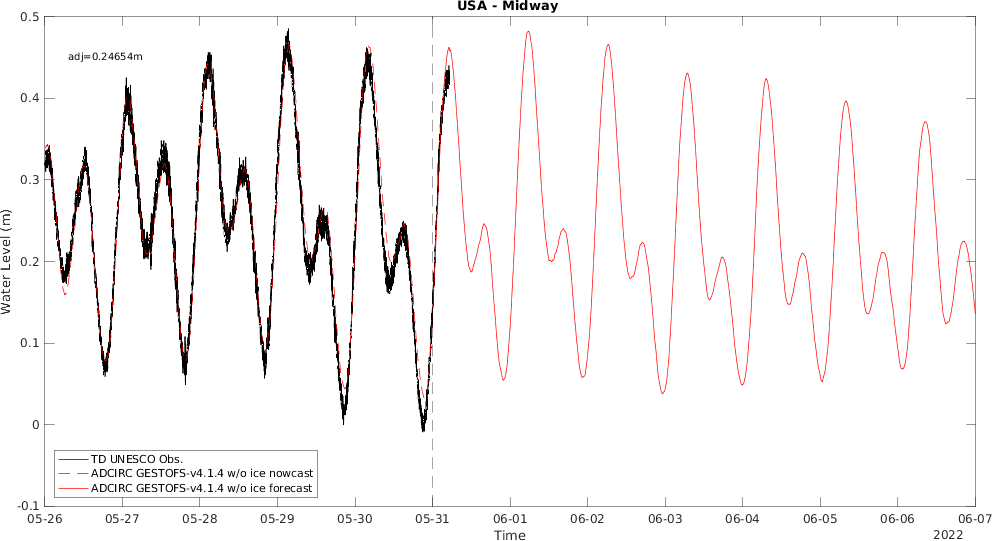 USA - Midway
adj=0.24654m
0.5
0.4
0.3
0.2
0.1
0
-0.1
Water Level (m)
TD UNESCO Obs.
ADCIRC GESTOFS-v4.1.4 w/o ice nowcast
ADCIRC GESTOFS-v4.1.4 w/o ice forecast
05-26 05-27 05-28 05-29 05-30 05-31 06-01 06-02 06-03 06-04 06-05 06-06 06-07
Time
2022